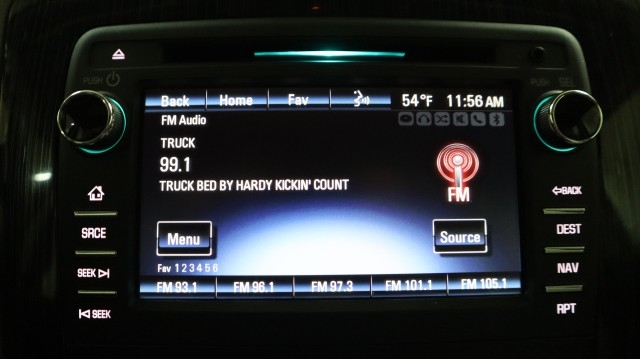 PUSH
PUSH
Back Home Fav 54°F 11:56 AM
FM Audio
TRUCK
99.1
TRUCK BED BY HARDY KICKIN' COUNT
FM
BACK
SRCE
DEST
Menu
Source
SEEK
NAV
Fav 1 2 3 4 5 6
FM 93.1 FM 96.1 FM 97.3 FM 101.1 FM 105.1
SEEK
RPT